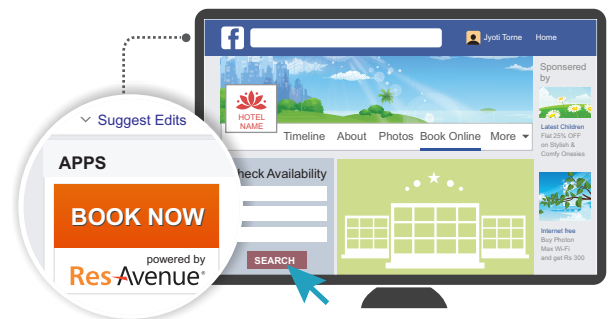 f
Jyoti Torne Home
Sponsered
by
HOTEL
NAME
Timeline About Photos Book Online More
Latest Children
Flat 25% OFF
on Stylish &
Comfy Onesies
Suggest Edits
APPS
BOOK NOW
powered by
ResAvenue
heck Availability
SEARCH
Internet free
Buy Photon
Max Wi-Fi
and get Rs 300